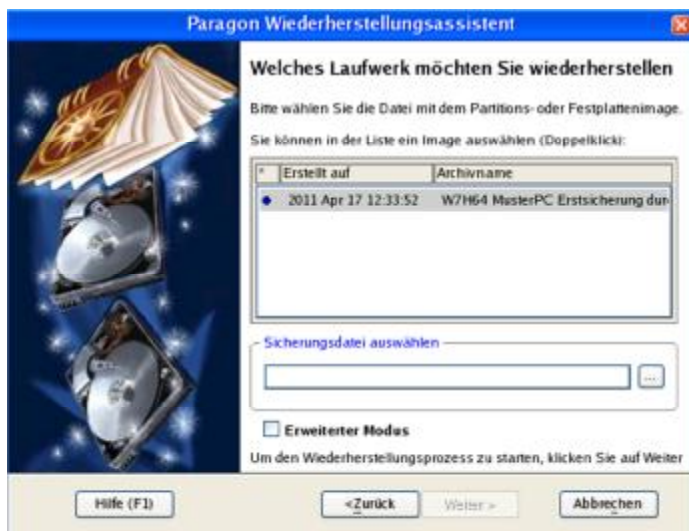 Paragon Wiederherstellungsassistent
Welches Laufwerk möchten Sie wiederherstellen
Bitte wählen Sie die Datei mit dem Partitions- oder Festplattenimage.
Sie können in der Liste ein Image auswählen (Doppelklick):
* Erstellt auf Archivname
2011 Apr 17 12:33:52 W7H64 MusterPC Erstsicherung dur
Sicherungsdatei auswählen
...
Erweiterter Modus
Um den Wiederherstellungsprozess zu starten, klicken Sie auf Weiter
Hilfe (F1) <Zurück Weiter > Abbrechen